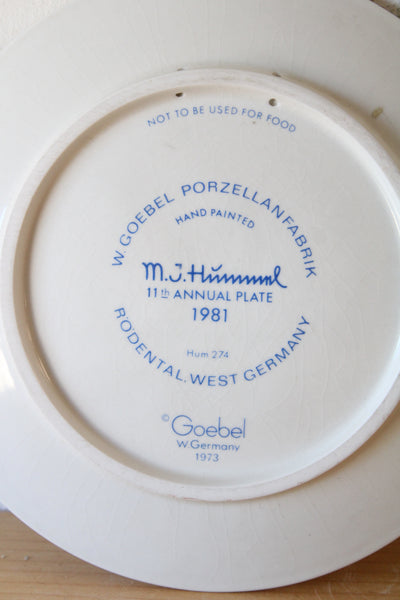 NOT TO BE USED FOR FOOD
W. GOEBEL PORZELLANFABRIK
HAND PAINTED
M.J. Hummel
11th ANNUAL PLATE
1981
Hum 274
RÖDENTAL, WEST GERMANY
© Goebel
W. Germany
1973